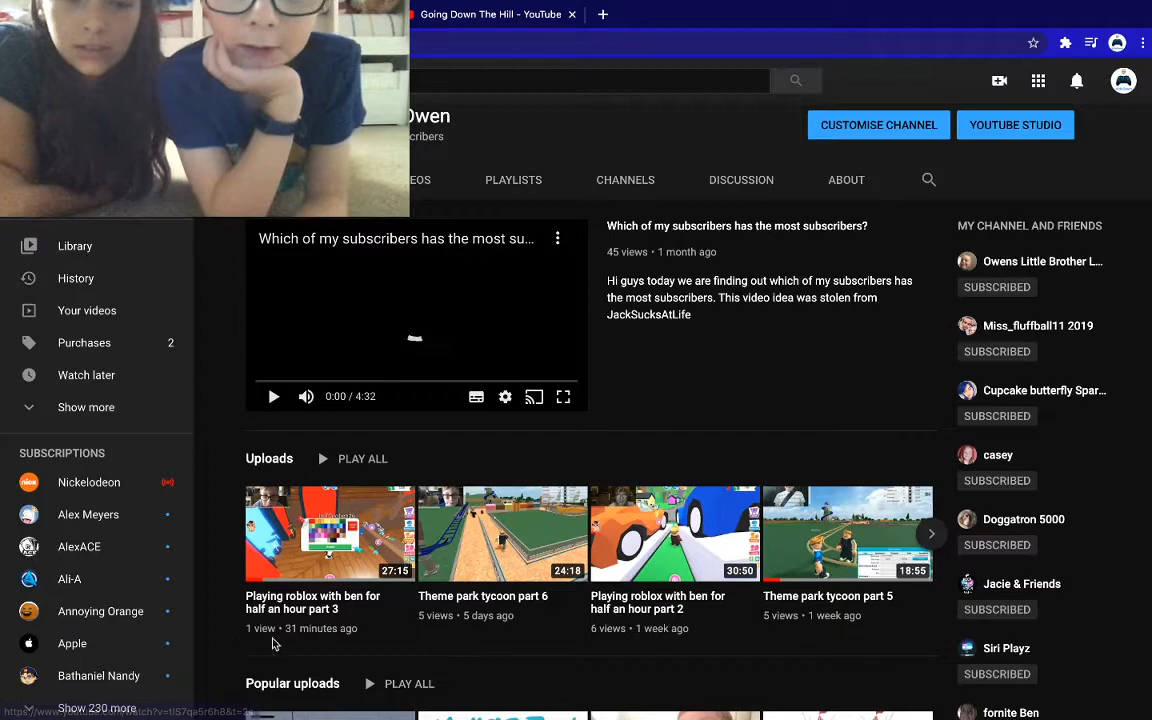 Going Down The Hill - YouTube
Owen
cribers
CUSTOMISE CHANNEL
YOUTUBE STUDIO
EOS
PLAYLISTS
CHANNELS
DISCUSSION
ABOUT
Library
History
Your videos
Purchases 2
Watch later
Show more
SUBSCRIPTIONS
Nickelodeon
Alex Meyers
AlexACE
Ali-A
Annoying Orange
Apple
Bathaniel Nandy
Show 230 more
Which of my subscribers has the most su...
0:00 / 4:32
Which of my subscribers has the most subscribers?
45 views • 1 month ago
Hi guys today we are finding out which of my subscribers has
the most subscribers. This video idea was stolen from
JackSucksAtLife
MY CHANNEL AND FRIENDS
Owens Little Brother L...
SUBSCRIBED
Miss_fluffball11 2019
SUBSCRIBED
Cupcake butterfly Spar...
SUBSCRIBED
casey
SUBSCRIBED
Doggatron 5000
SUBSCRIBED
Jacie & Friends
SUBSCRIBED
Siri Playz
SUBSCRIBED
fornite Ben
Uploads
PLAY ALL
27:15
Playing roblox with ben for
half an hour part 3
1 view • 31 minutes ago
24:18
Theme park tycoon part 6
5 views • 5 days ago
30:50
Playing roblox with ben for
half an hour part 2
6 views • 1 week ago
18:55
Theme park tycoon part 5
5 views • 1 week ago
Popular uploads
PLAY ALL